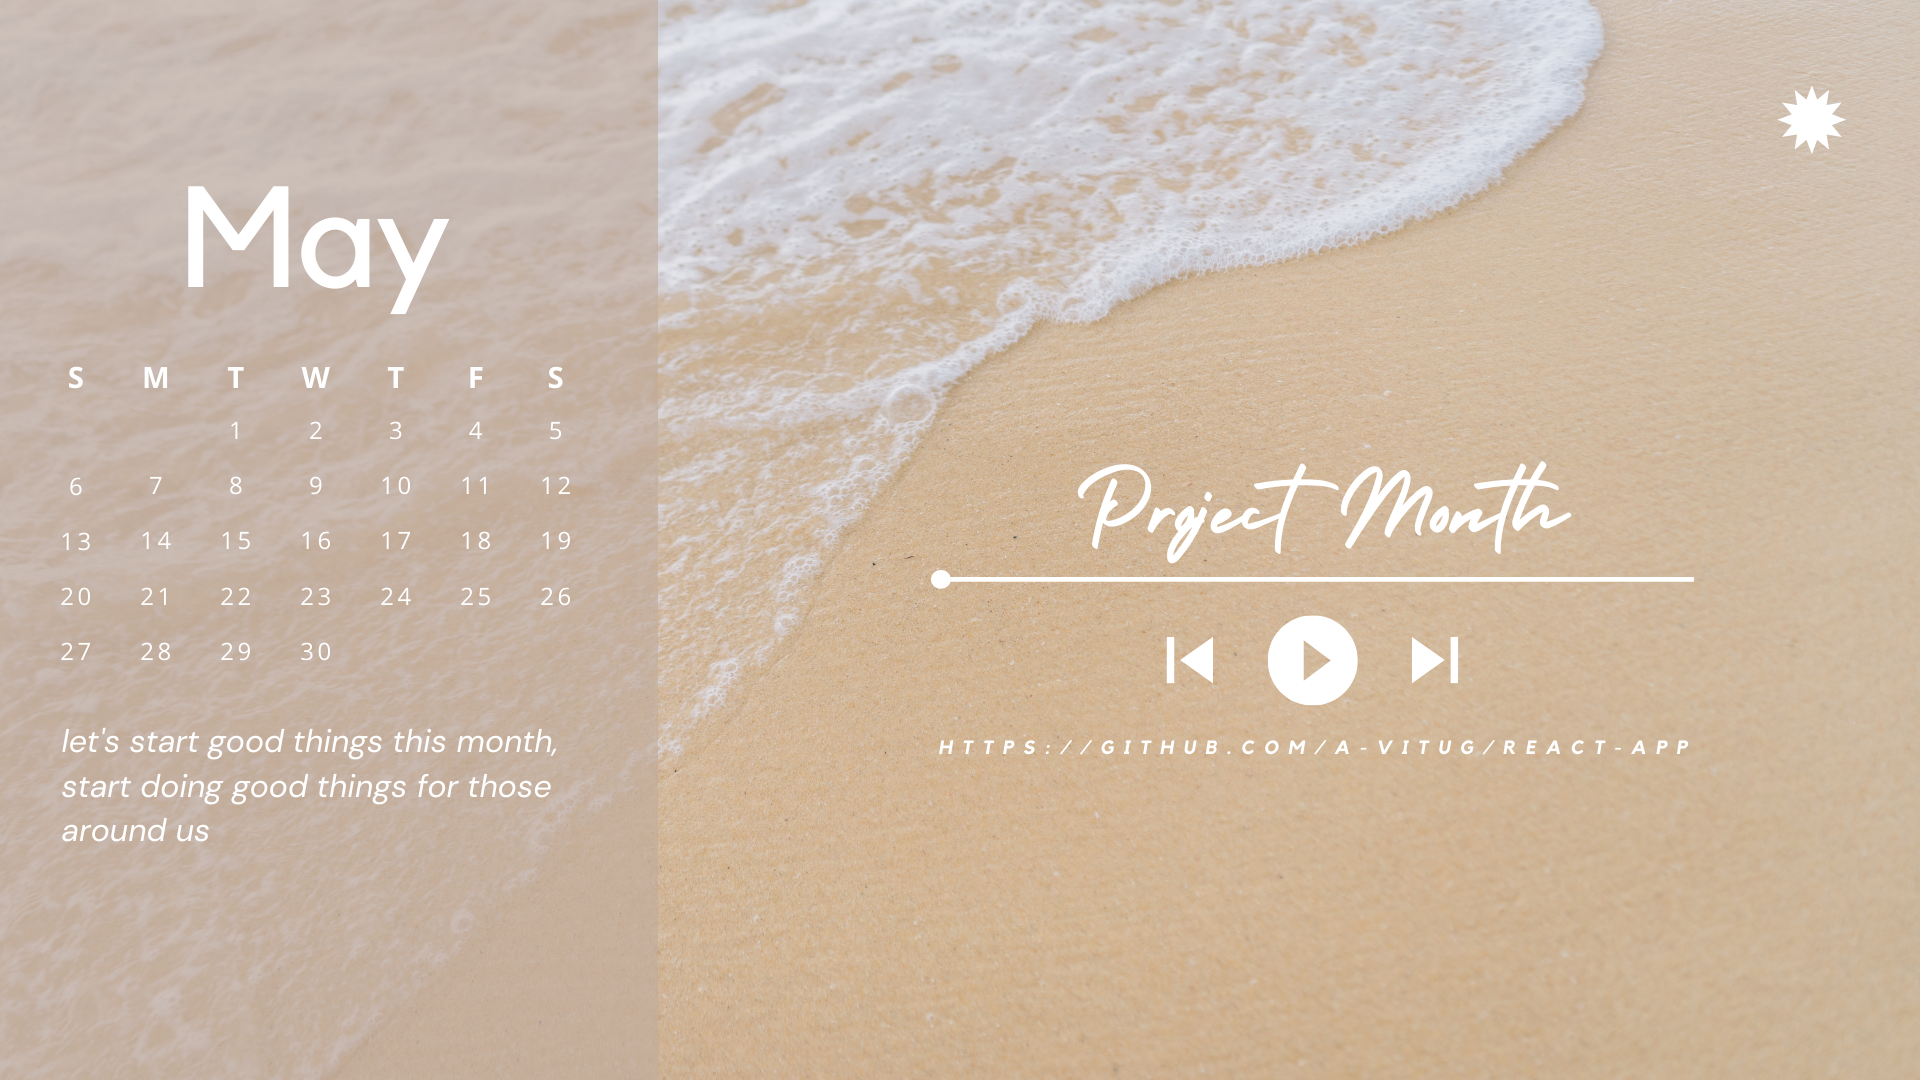 May
S M T W T F S
1 2 3 4 5
6 7 8 9 10 11 12
13 14 15 16 17 18 19
20 21 22 23 24 25 26
27 28 29 30
let's start good things this month,
start doing good things for those
around us
Project Month
HTTPS://GITHUB.COM/A-VITUG/REACT-APP